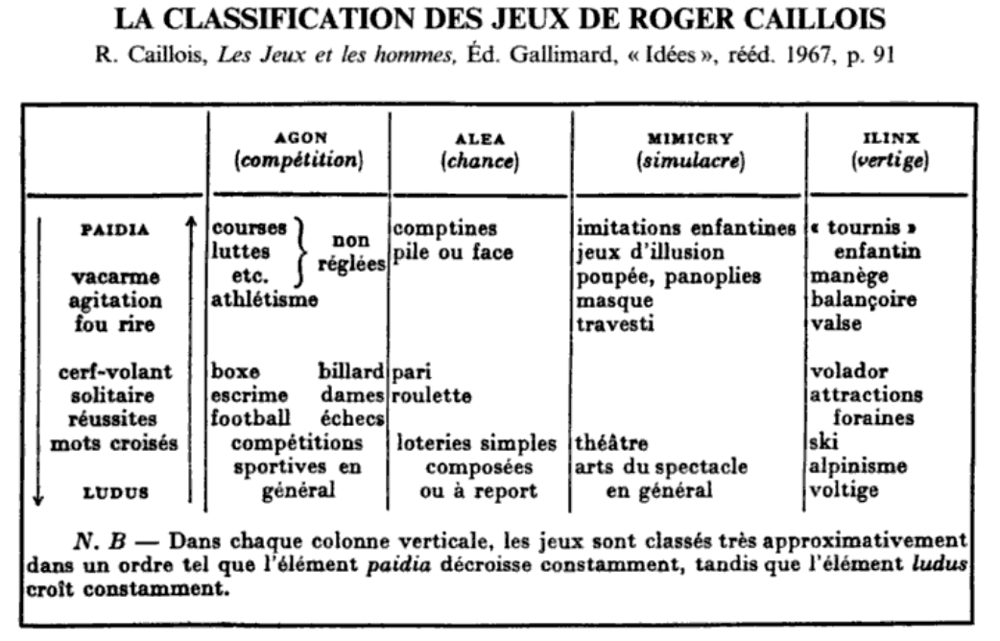 LA CLASSIFICATION DES JEUX DE ROGER CAILLOIS
R. Caillois, Les Jeux et les hommes, Éd. Gallimard, « Idées », rééd. 1967, p. 91
AGON
(compétition)
ALEA
(chance)
MIMICRY
(simulacre)
ILINX
(vertige)
PAIDIA
vacarme
agitation
fou rire
cerf-volant
solitaire
réussites
mots croisés
LUDUS
courses
luttes
etc.
non
réglées
athlétisme
boxe billard
escrime dames
football échecs
compétitions
sportives en
général
comptines
pile ou face
pari
roulette
loteries simples
composées
ou à report
imitations enfantines
jeux d'illusion
poupée, panoplies
masque
travesti
théâtre
arts du spectacle
en général
« tournis »
enfantin
manège
balançoire
valse
volador
attractions
foraines
ski
alpinisme
voltige
N. B — Dans chaque colonne verticale, les jeux sont classés très approximativement
dans un ordre tel que l'élément paidia décroisse constamment, tandis que l'élément ludus
croît constamment.